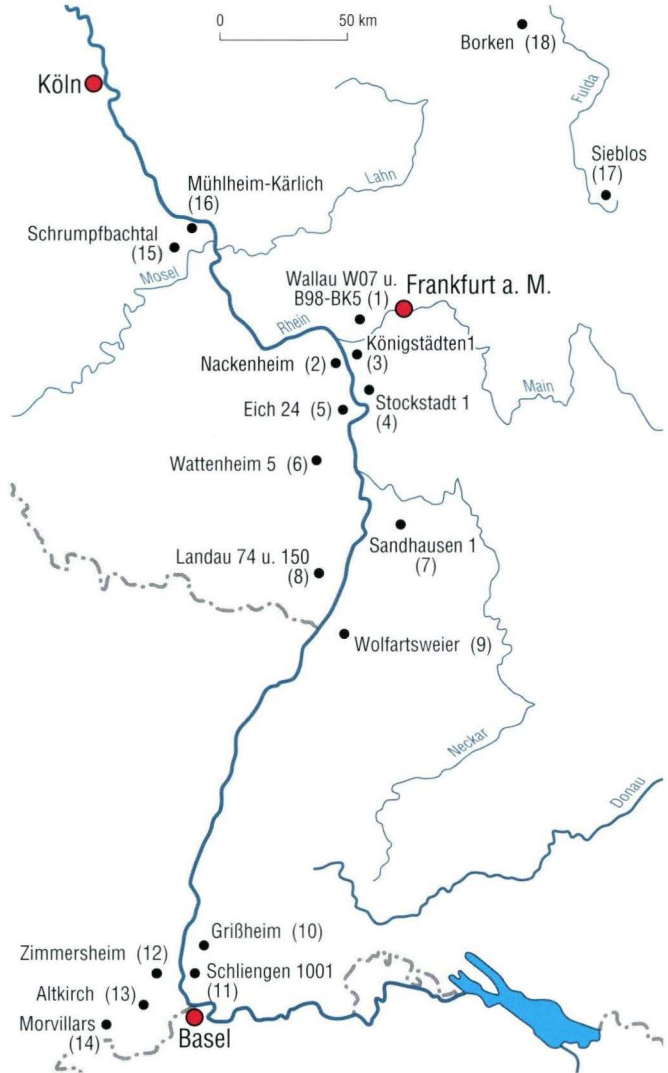 0 50 km
Borken (18)
Fulda
Köln
Sieblos
(17)
Mühlheim-Kärlich
(16)
Lahn
Schrumpfbachtal
(15)
Mosel
Wallau W07 u.
B98-BK5 (1)
Frankfurt a. M.
Rhein
Königstädten1
(3)
Nackenheim (2)
Main
Stockstadt 1
(4)
Eich 24 (5)
Wattenheim 5 (6)
Sandhausen 1
(7)
Landau 74 u. 150
(8)
Wolfartsweier (9)
Neckar
Donau
Grißheim (10)
Zimmersheim (12)
Schliengen 1001
(11)
Altkirch (13)
Morvillars
(14)
Basel